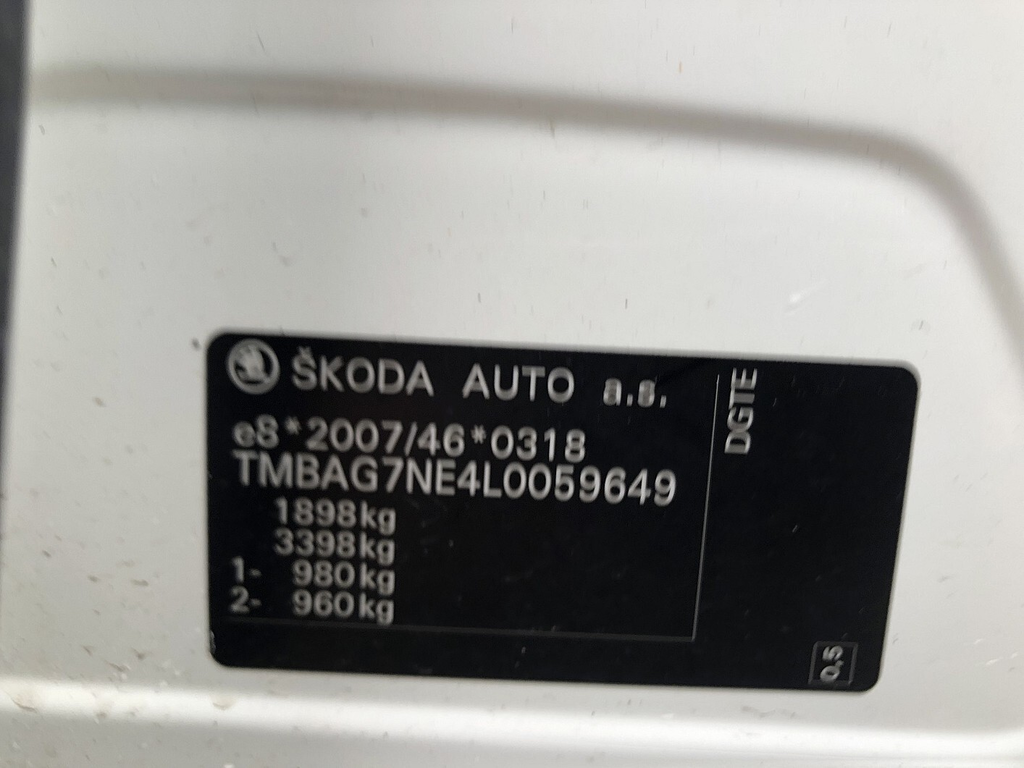 ŠKODA AUTO a.s.
e8*2007/46*0318
TMBAG7NE4L0059649
1898kg
3398kg
1- 980kg
2- 960kg
DGTE
0,5